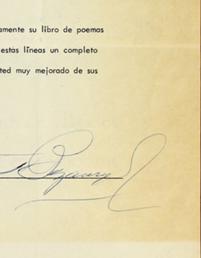 amente su libro de poemas
estas líneas un completo
ted muy mejorado de sus